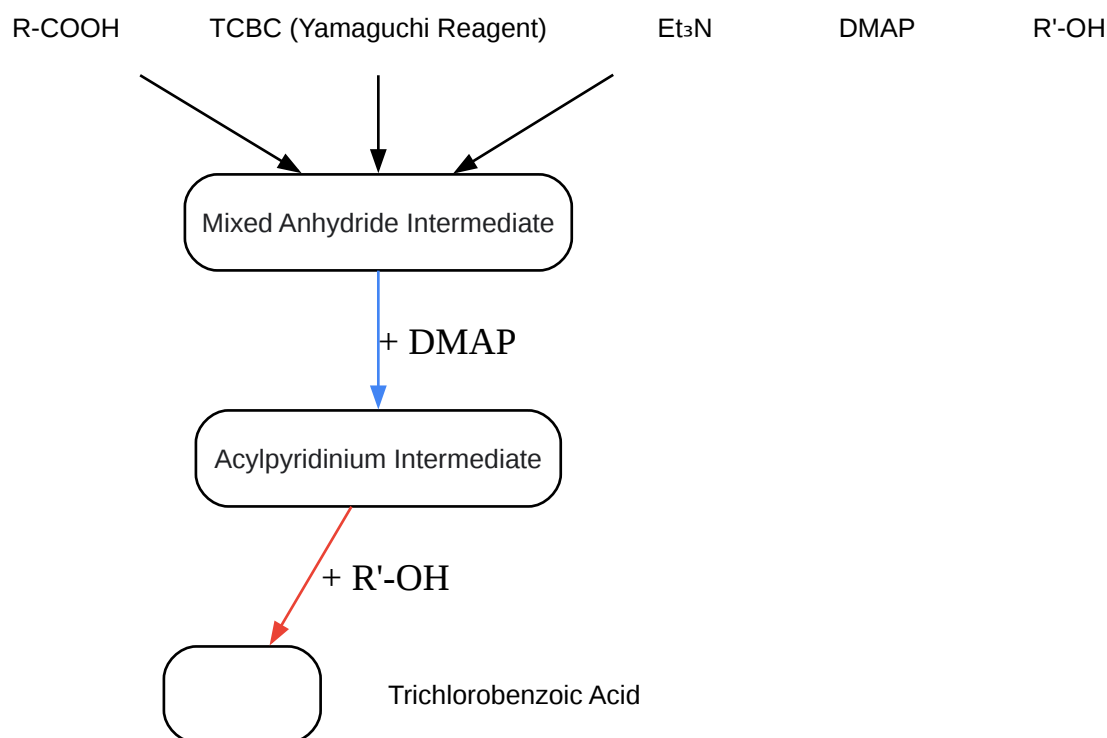 R-COOH TCBC (Yamaguchi Reagent) Et₃N DMAP R'-OH
Mixed Anhydride Intermediate
+ DMAP
Acylpyridinium Intermediate
+ R'-OH
Trichlorobenzoic Acid